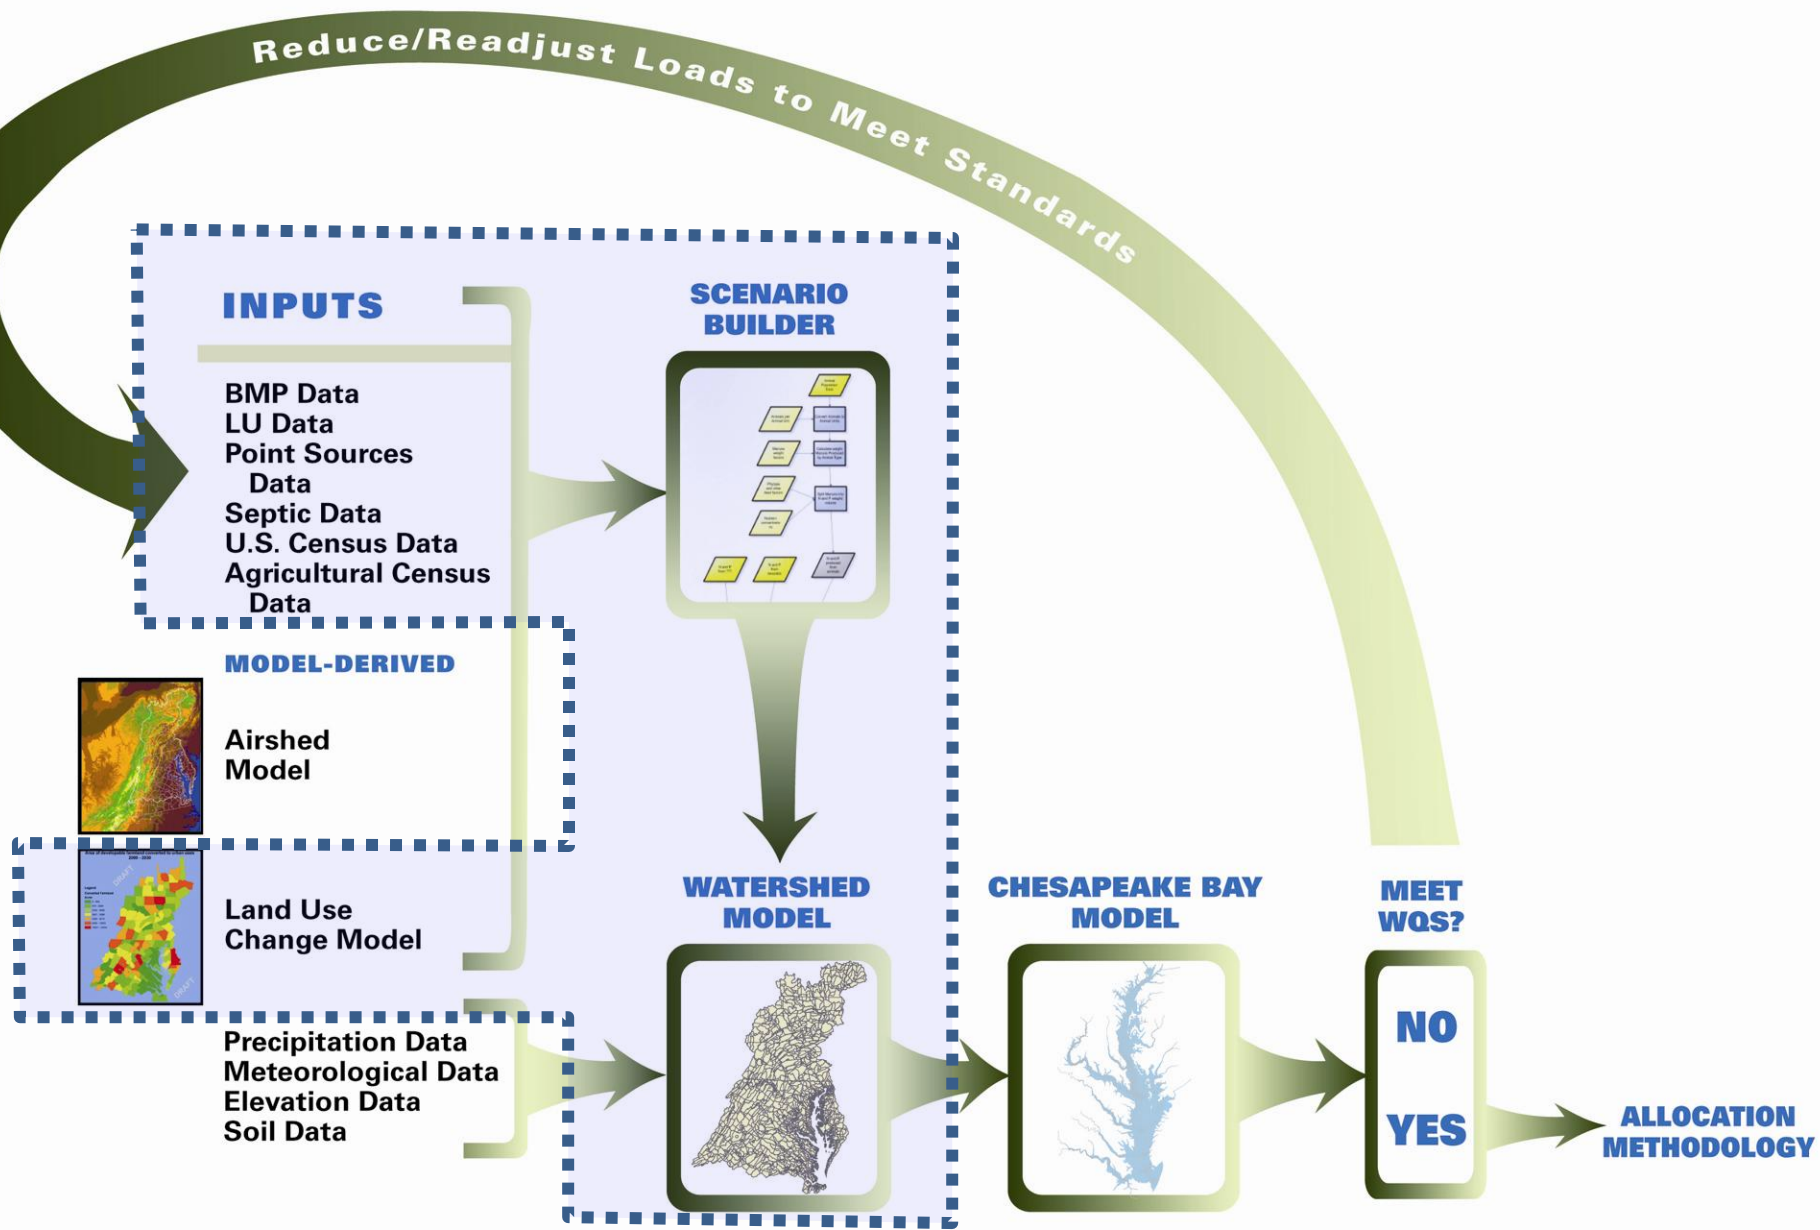 Reduce/Readjust Loads to Meet Standards
INPUTS
BMP Data
LU Data
Point Sources
Data
Septic Data
U.S. Census Data
Agricultural Census
Data
MODEL-DERIVED
Airshed
Model
Land Use
Change Model
Precipitation Data
Meteorological Data
Elevation Data
Soil Data
SCENARIO
BUILDER
WATERSHED
MODEL
CHESAPEAKE BAY
MODEL
MEET
WQS?
NO
YES
ALLOCATION
METHODOLOGY
DRAFT
DRAFT